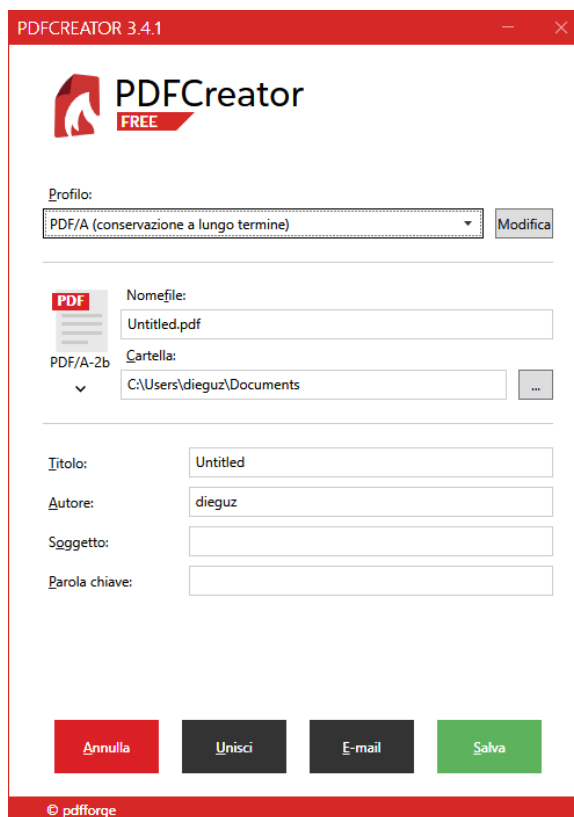 PDFCREATOR 3.4.1
PDFCreator
FREE
Profilo:
PDF/A (conservazione a lungo termine)
Modifica
PDF
PDF/A-2b
Nomefile:
Untitled.pdf
Cartella:
C:\Users\dieguz\Documents
...
Titolo:
Untitled
Autore:
dieguz
Soggetto:
Parola chiave:
Annulla
Unisci
E-mail
Salva
© pdfforge